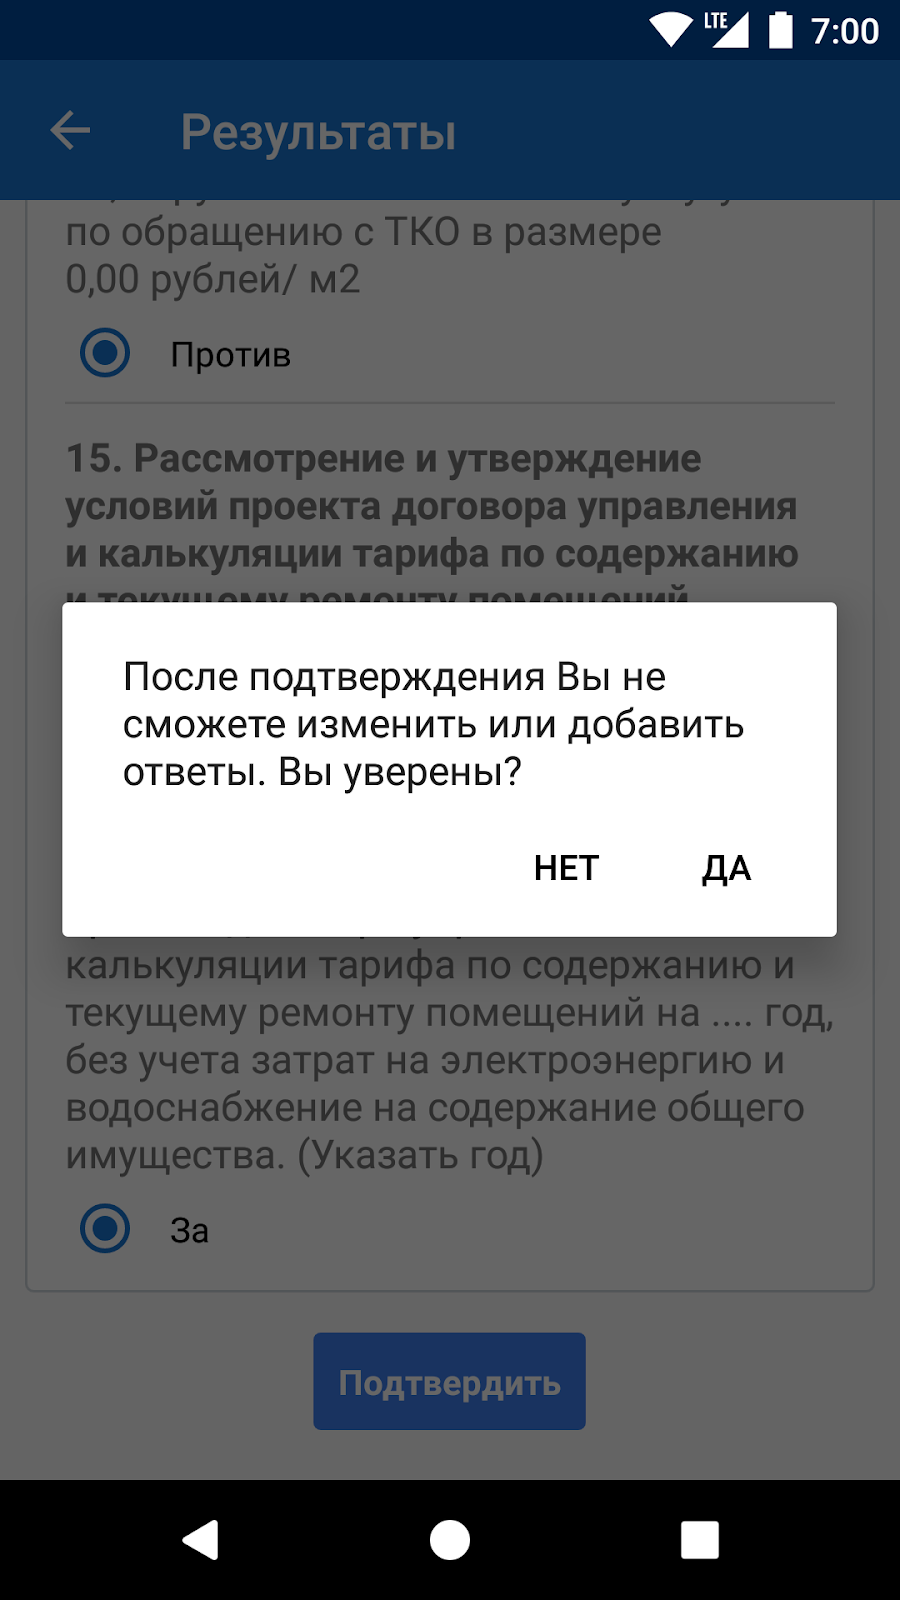 LTE 7:00
Результаты
по обращению с ТКО в размере
0,00 рублей/ м2
Против
15. Рассмотрение и утверждение
условий проекта договора управления
и калькуляции тарифа по содержанию
и текущему ремонту помещений
После подтверждения Вы не
сможете изменить или добавить
ответы. Вы уверены?
НЕТ ДА
калькуляции тарифа по содержанию и
текущему ремонту помещений на .... год,
без учета затрат на электроэнергию и
водоснабжение на содержание общего
имущества. (Указать год)
За
Подтвердить